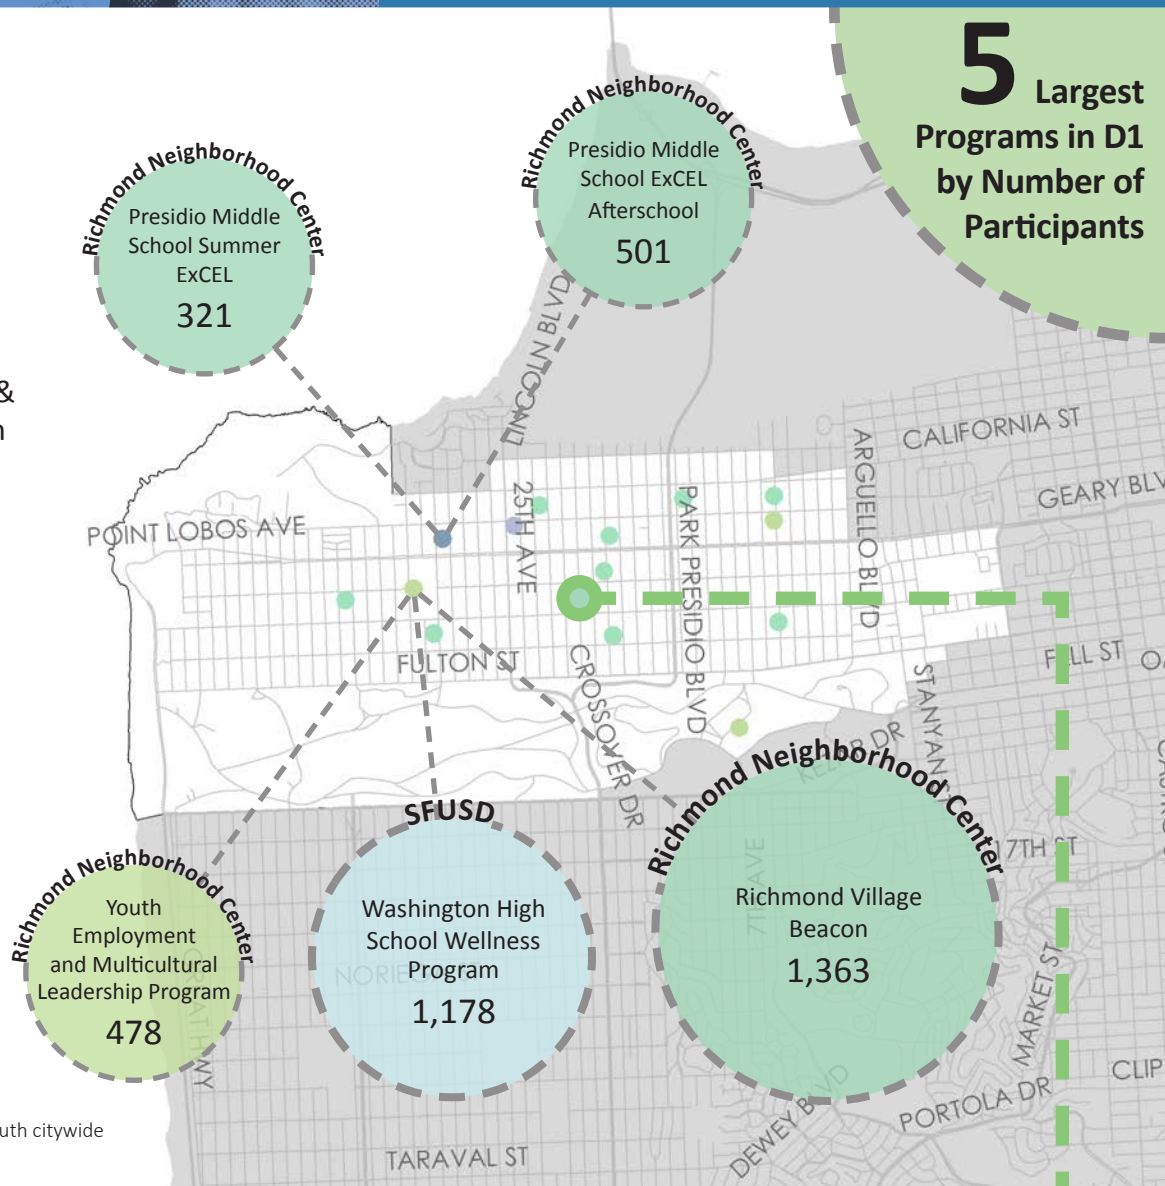 5 Largest
Programs in D1
by Number of
Participants
Richmond Neighborhood Center
Presidio Middle
School ExCEL
Afterschool
501
Richmond Neighborhood Center
Presidio Middle
School Summer
ExCEL
321
&
LINCOLN BLVD
CALIFORNIA ST
GEARY BLV
ARGUELLO BLVD
25TH AVE
PARK PRESIDIO BLVD
POINT LOBOS AVE
FULTON ST
CROSSOVER DR
FELL ST
STANYAN
KEZAR DR
17TH ST
7TH AVE
Richmond Neighborhood Center
Richmond Village
Beacon
1,363
SFUSD
Washington High
School Wellness
Program
1,178
Richmond Neighborhood Center
Youth
Employment
and Multicultural
Leadership Program
478
GREAT HWY
MARKET ST
CLIP
PORTOLA DR
DEWEY BLVD
TARAVAL ST
uth citywide